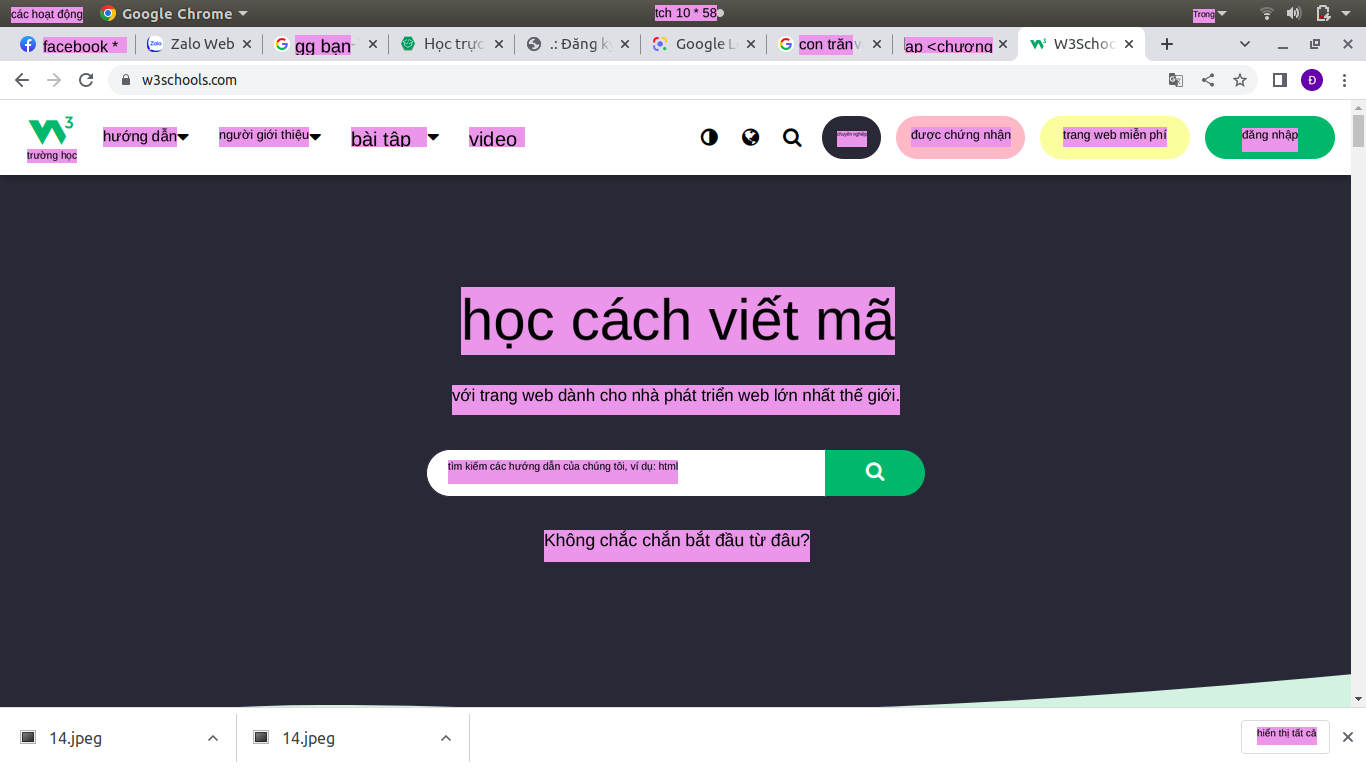 các hoạt động Google Chrome tch 10 * 58 Trong
facebook * Zalo Web gg bạn Học trực .: Đăng k Google L con trăn ap <chương W3Schoo
w3schools.com Đ
hướng dẫn người giới thiệu bài tập video chuyên nghiệp được chứng nhận trang web miễn phí đăng nhập
trường học
học cách viết mã
với trang web dành cho nhà phát triển web lớn nhất thế giới.
tìm kiếm các hướng dẫn của chúng tôi, ví dụ: html
Không chắc chắn bắt đầu từ đâu?
14.jpeg 14.jpeg hiển thị tất cả